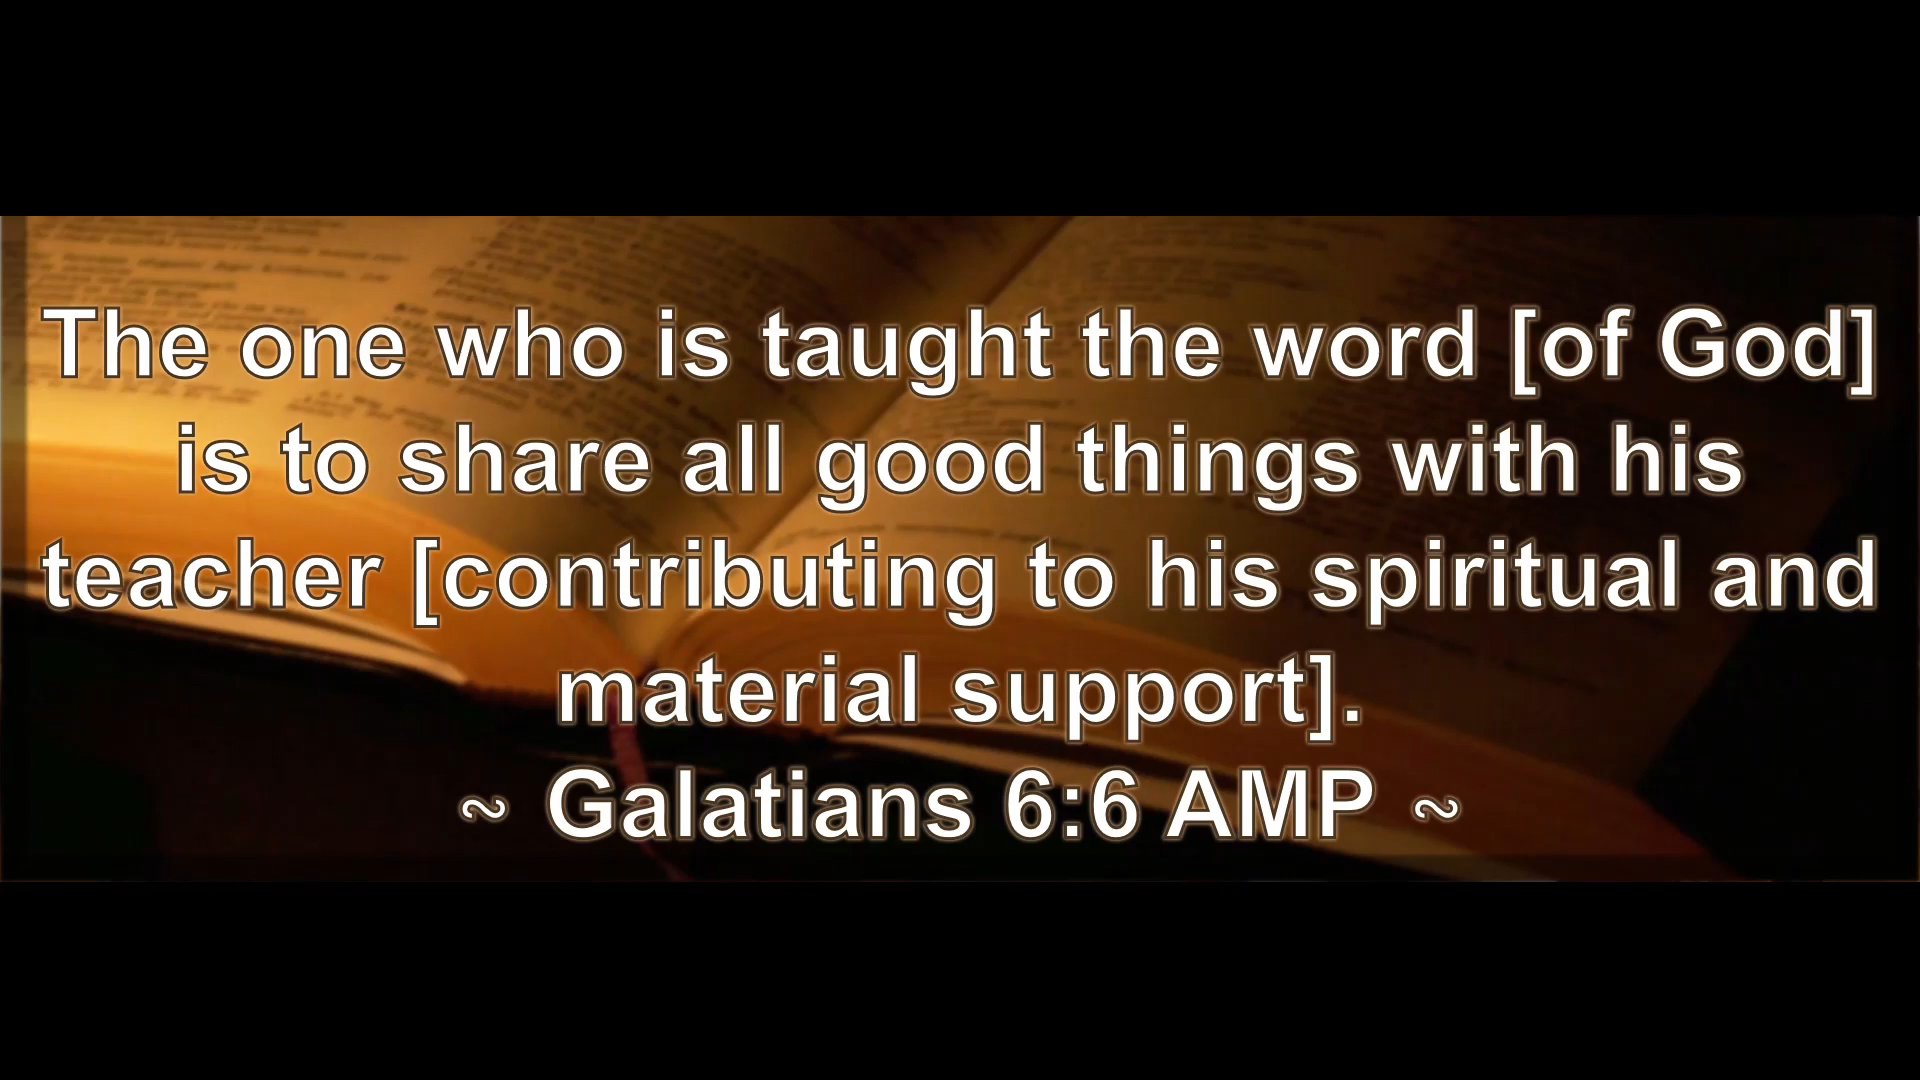 The one who is taught the word [of God]
is to share all good things with his
teacher [contributing to his spiritual and
material support].
~ Galatians 6:6 AMP ~